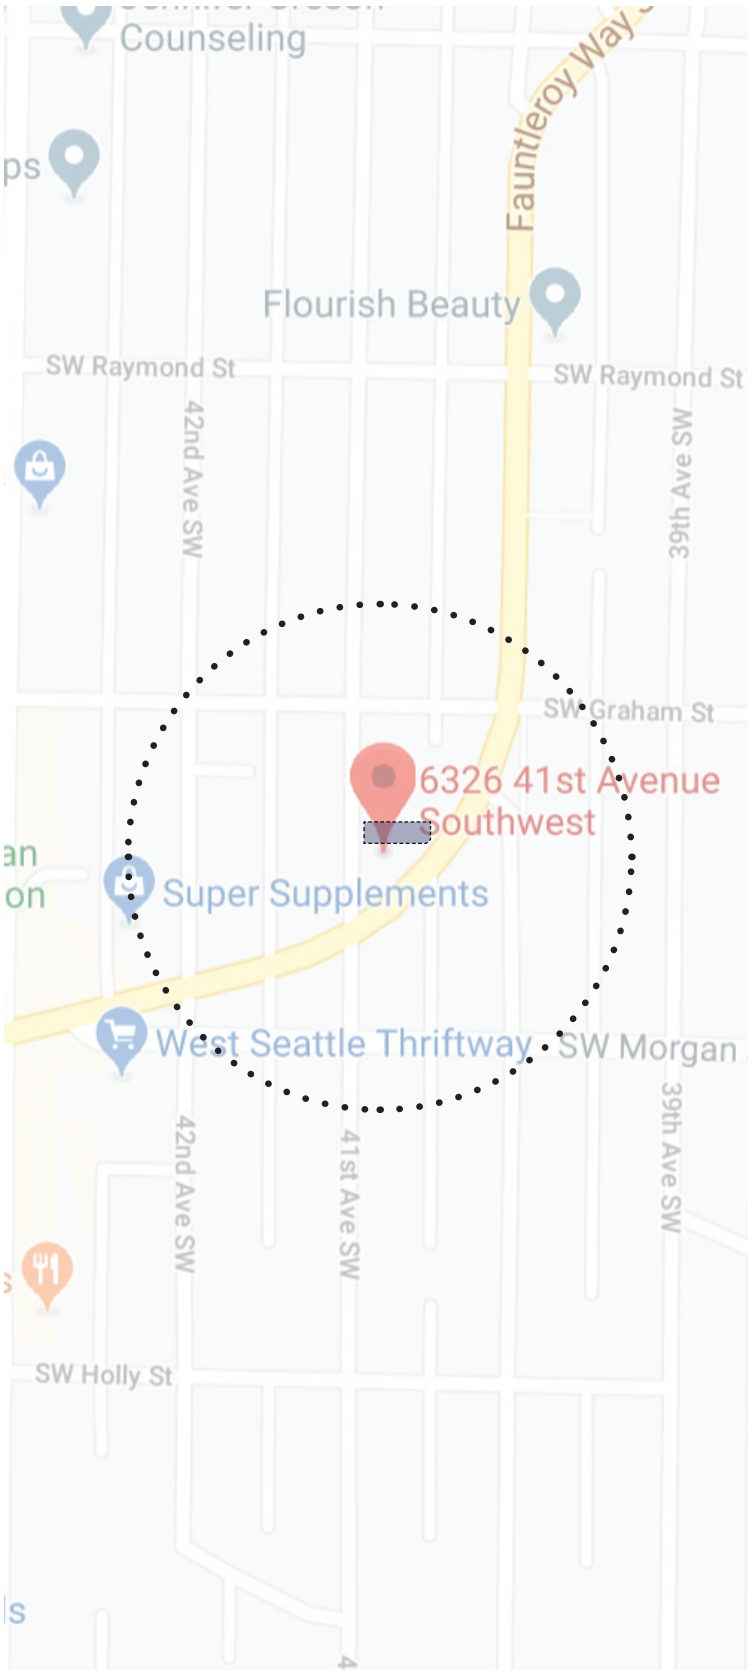 Counseling
ps
Fauntleroy Way S
Flourish Beauty
SW Raymond St
SW Raymond St
42nd Ave SW
39th Ave SW
SW Graham St
6326 41st Avenue
Southwest
an
on
Super Supplements
West Seattle Thriftway
SW Morgan
42nd Ave SW
41st Ave SW
39th Ave SW
s
SW Holly St
ls
4